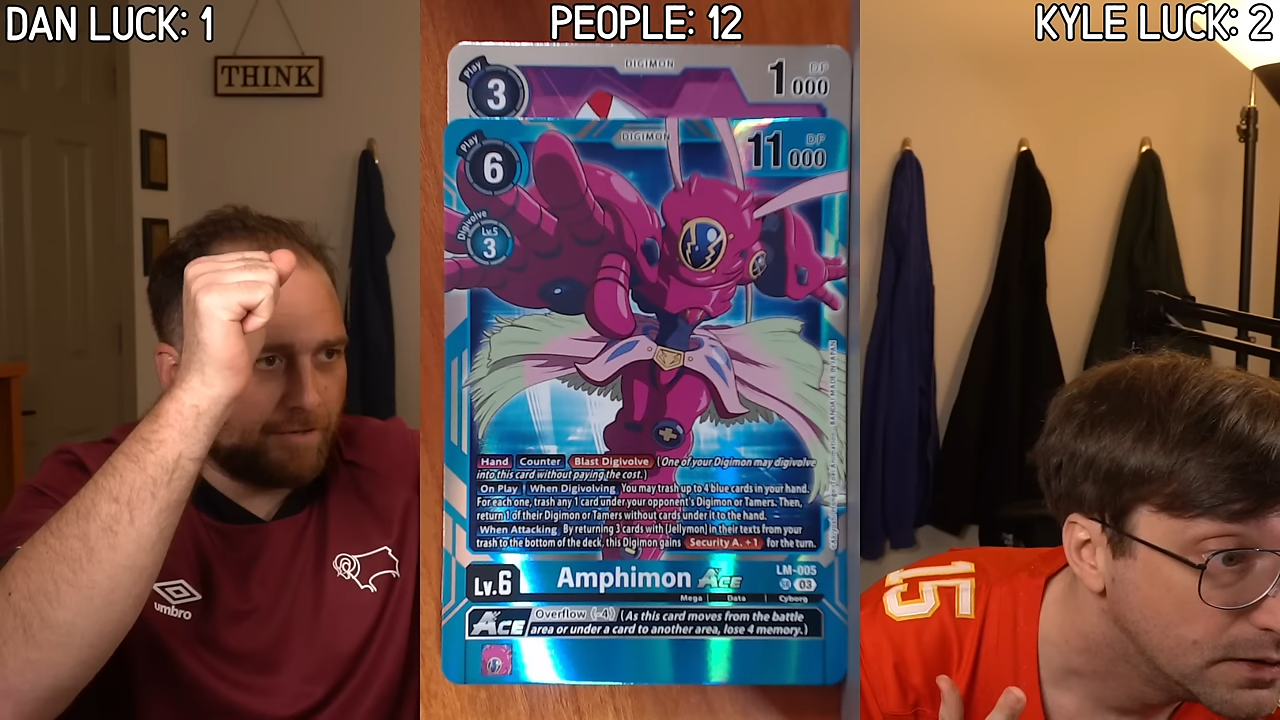 DAN LUCK: 1
PEOPLE: 12
KYLE LUCK: 2
THINK
Play
3
DIGIMON
DP
1000
Play
6
DIGIMON
DP
11000
Digivolve
Lv.5
3
Hand Counter Blast Digivolve (One of your Digimon may digivolve
into this card without paying the cost.)
On Play When Digivolving You may trash up to 4 blue cards in your hand.
For each one, trash any 1 card under your opponent's Digimon or Tamers. Then,
return 1 of their Digimon or Tamers without cards under it to the hand.
When Attacking By returning 3 cards with [Jellymon] in their texts from your
trash to the bottom of the deck, this Digimon gains Security A. +1 for the turn.
Lv.6
Amphimon ACE
LM-005
03
Mega Data Cyborg
ACE Overflow (-4) (As this card moves from the battle
area or under a card to another area, lose 4 memory.)
umbro
15